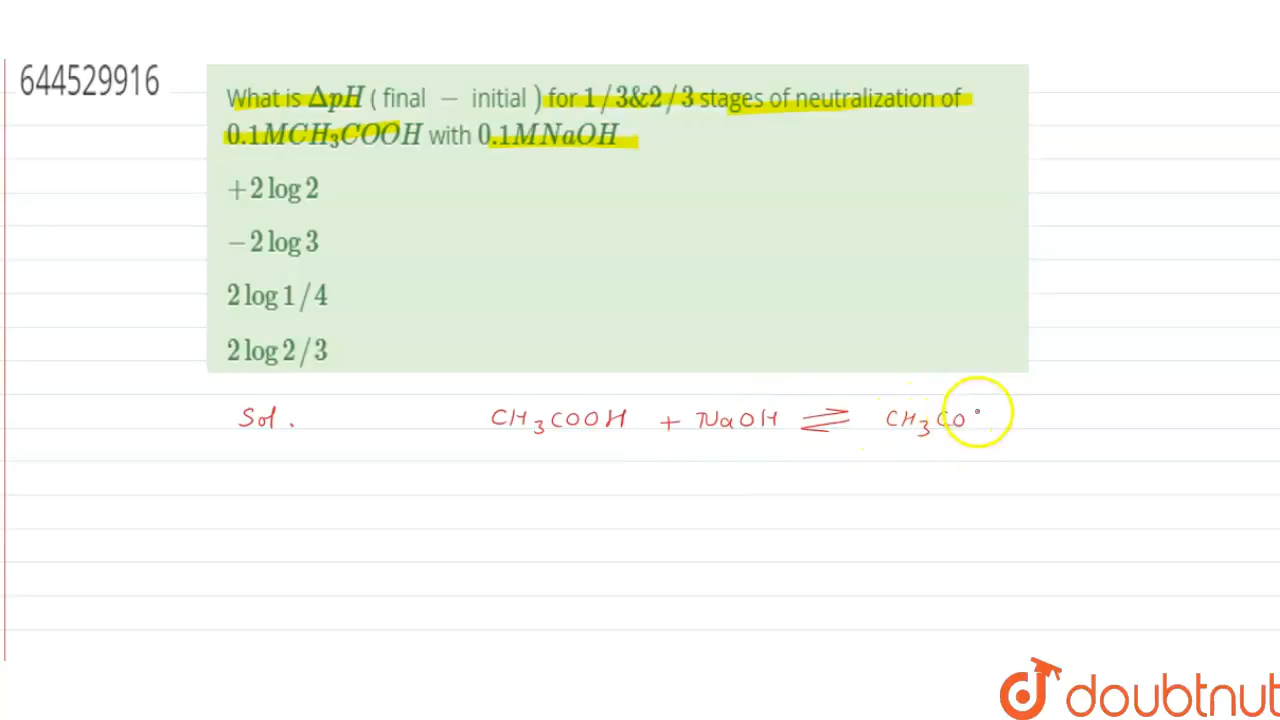 644529916
What is ΔpH ( final − initial ) for 1/3&2/3 stages of neutralization of
0.1MCH₃COOH with 0.1MNaOH
+2 log 2
−2 log 3
2 log 1/4
2 log 2/3
Sol. CH₃COOH + NaOH ⇌ CH₃CO
doubtnut